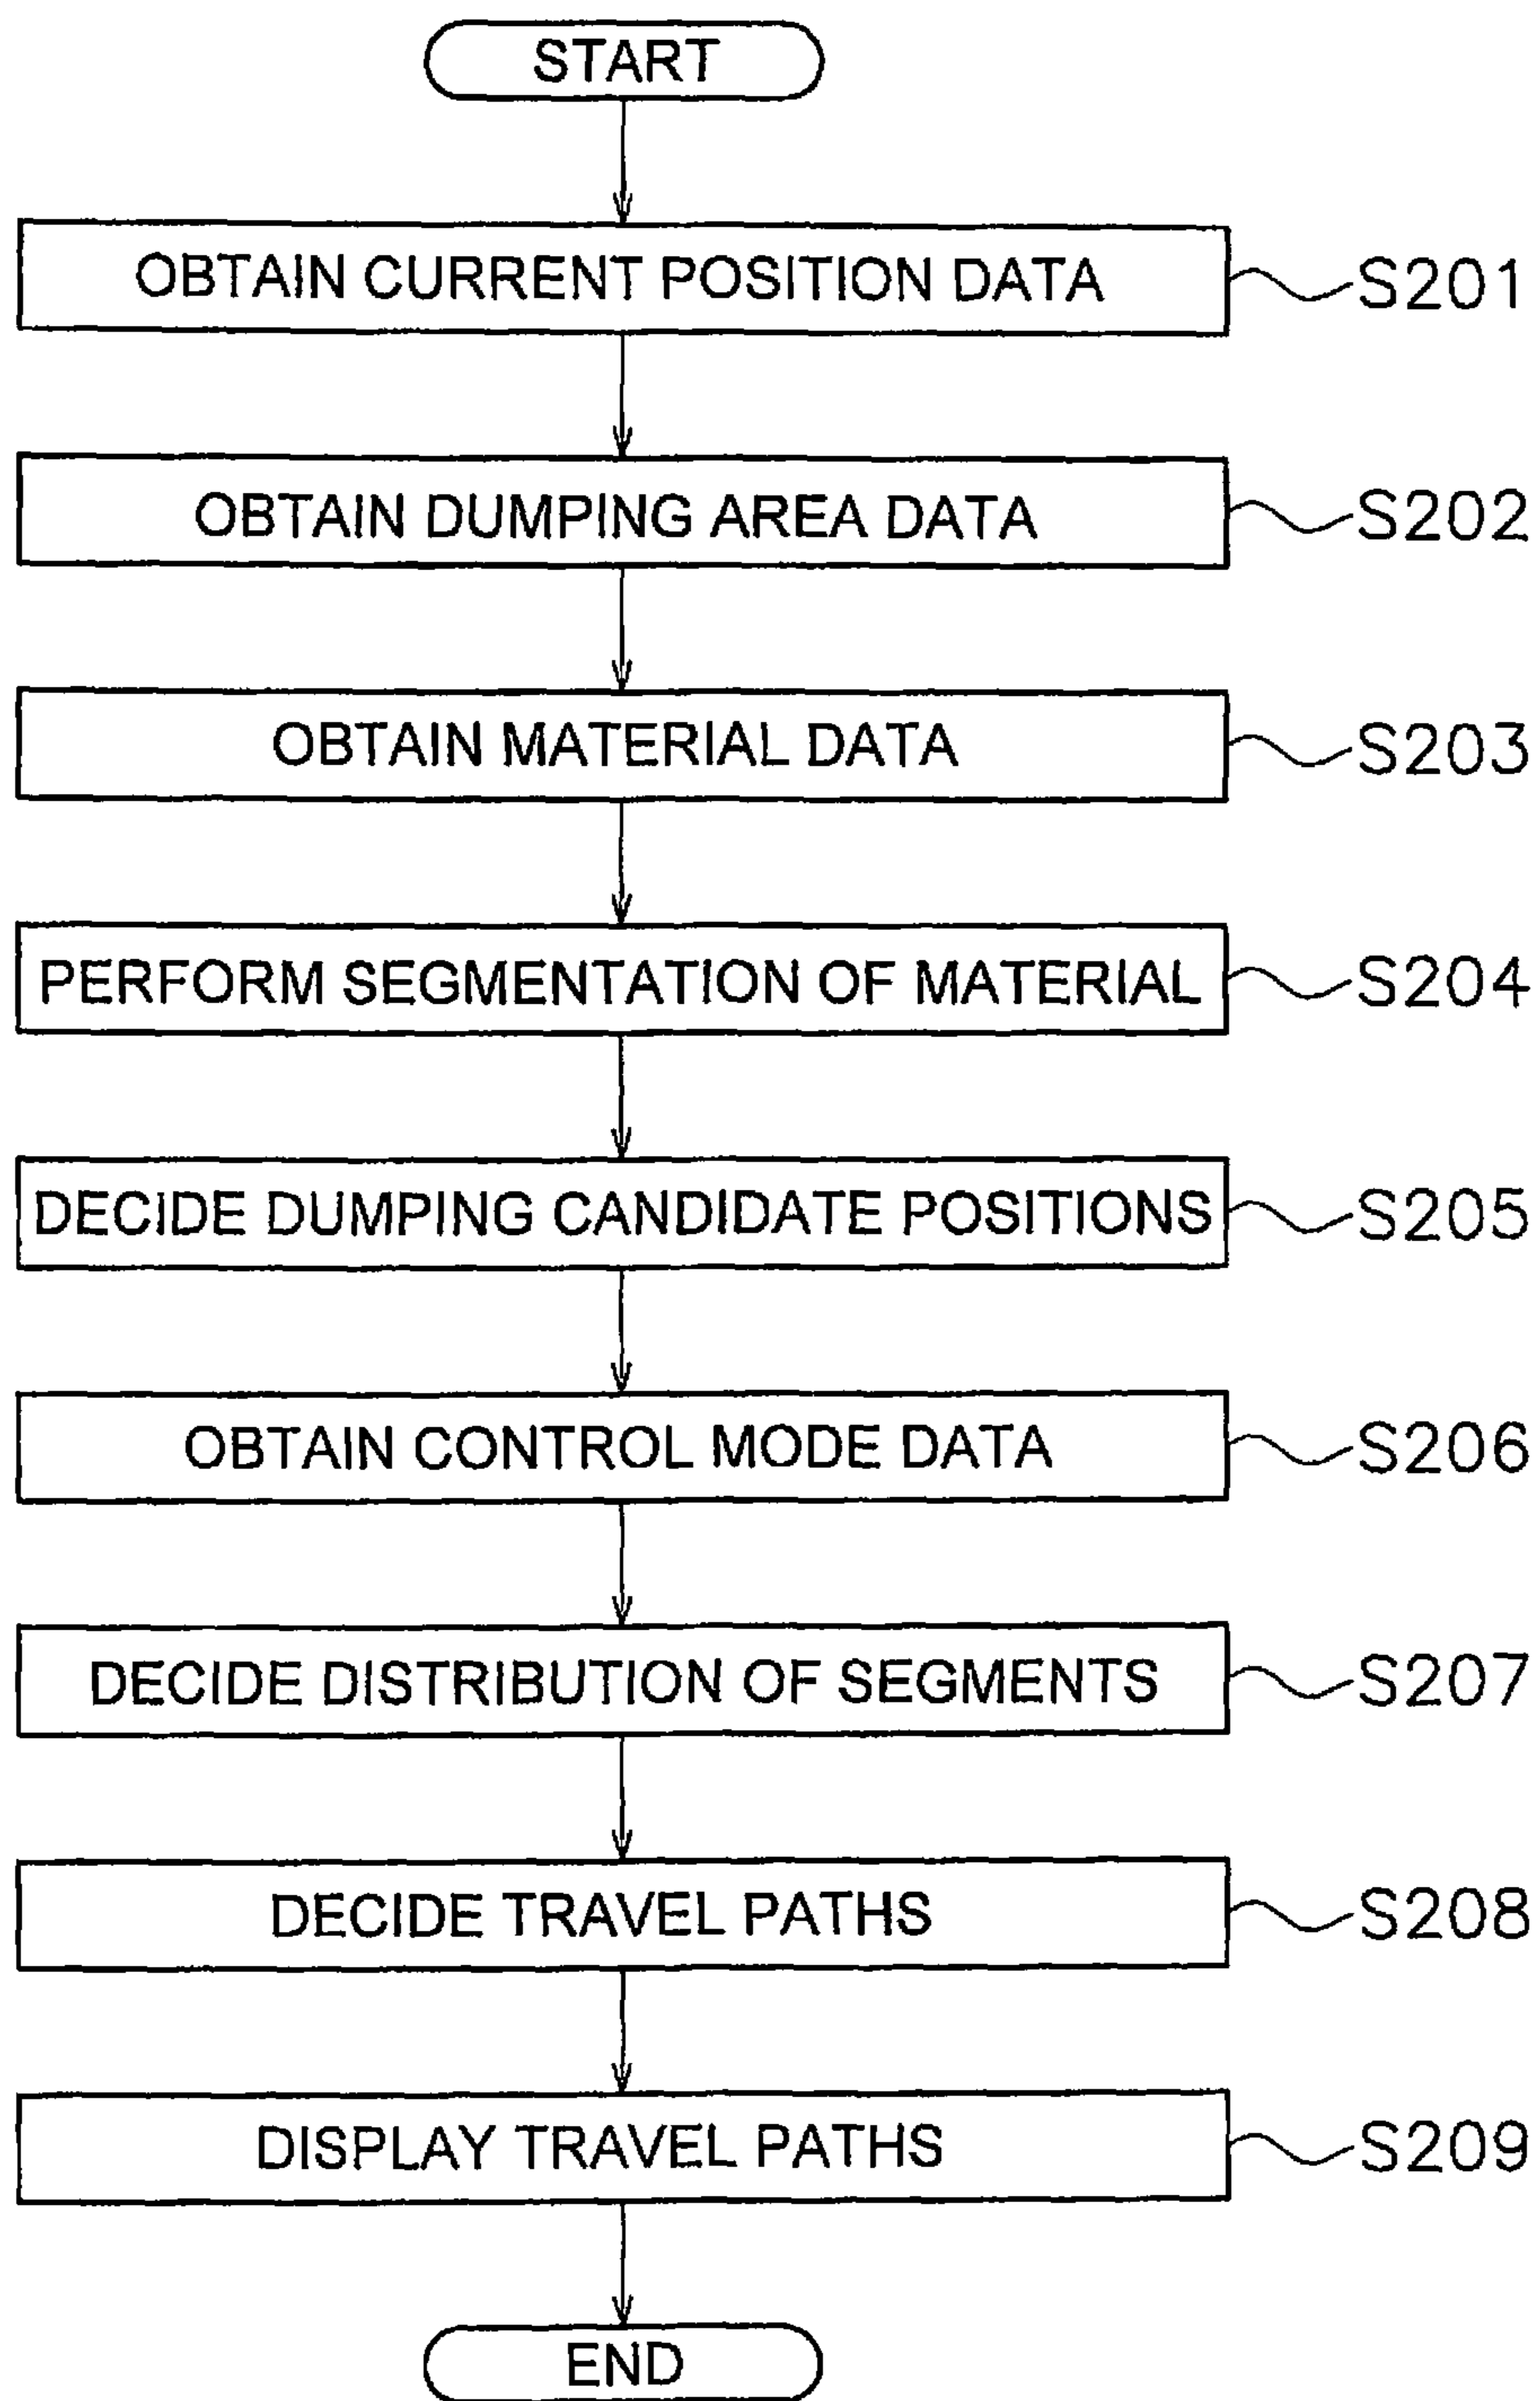 START
OBTAIN CURRENT POSITION DATA
S201
OBTAIN DUMPING AREA DATA
S202
OBTAIN MATERIAL DATA
S203
PERFORM SEGMENTATION OF MATERIAL
S204
DECIDE DUMPING CANDIDATE POSITIONS
S205
OBTAIN CONTROL MODE DATA
S206
DECIDE DISTRIBUTION OF SEGMENTS
S207
DECIDE TRAVEL PATHS
S208
DISPLAY TRAVEL PATHS
S209
END